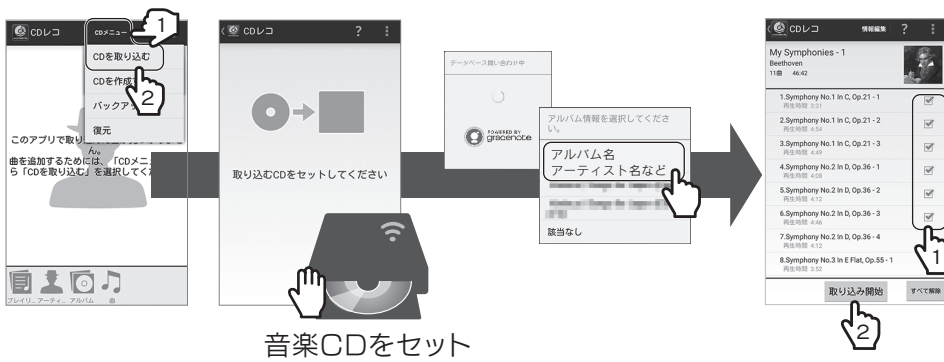 CDレコ
CDメニュー
1
CDを取り込む
CDを作成
2
バックア
復元
このアプリで取り
ん。
曲を追加するためには、「CDメニ
ら「CDを取り込む」を選択してく
プレイリ... アーティ... アルバム 曲
CDレコ ?
取り込むCDをセットしてください
音楽CDをセット
データベース問い合わせ中
POWERED BY
gracenote
アルバム情報を選択してくださ
い。
アルバム名
アーティスト名など
該当なし
CDレコ 情報編集 ?
My Symphonies - 1
Beethoven
11曲 46:42
1.Symphony No.1 In C, Op.21 - 1
再生時間 3:31
2.Symphony No.1 In C, Op.21 - 2
再生時間 4:54
3.Symphony No.1 In C, Op.21 - 3
再生時間 4:49
4.Symphony No.2 In D, Op.36 - 1
再生時間 4:08
5.Symphony No.2 In D, Op.36 - 2
再生時間 4:12
6.Symphony No.2 In D, Op.36 - 3
再生時間 4:46
7.Symphony No.2 In D, Op.36 - 4
再生時間 4:12
8.Symphony No.3 In E Flat, Op.55 - 1
再生時間 3:52
1
取り込み開始 すべて解除
2